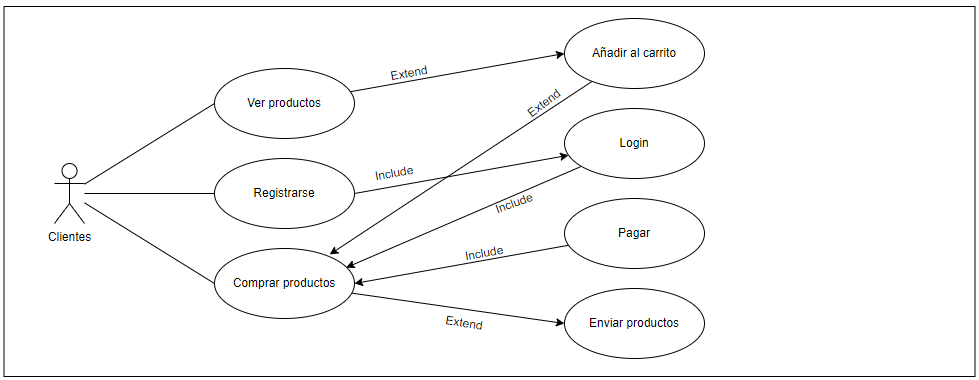 Añadir al carrito
Extend
Ver productos
Extend
Login
Include
Registrarse
Include
Clientes
Pagar
Include
Comprar productos
Extend
Enviar productos